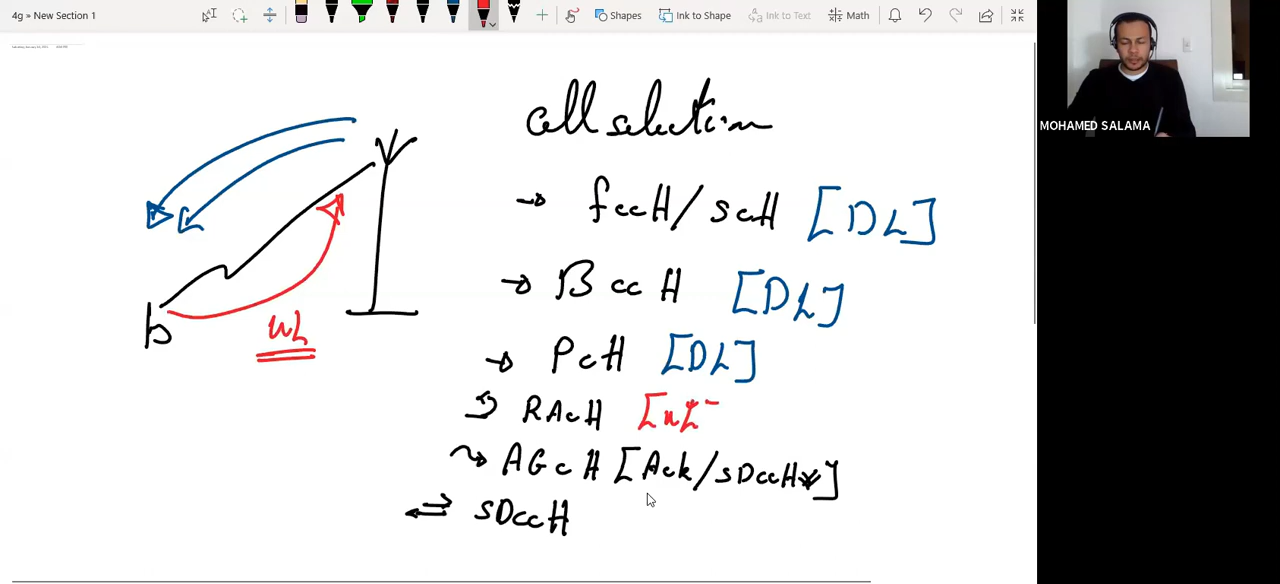 4g » New Section 1
Shapes
Ink to Shape
Ink to Text
Math
MOHAMED SALAMA
Cell selection
→ FccH/ScH [DL]
→ BccH [DL]
→ PcH [DL]
→ RAcH [UL
→ AGcH [Ack/SDccH]
⇌ SDccH
UL